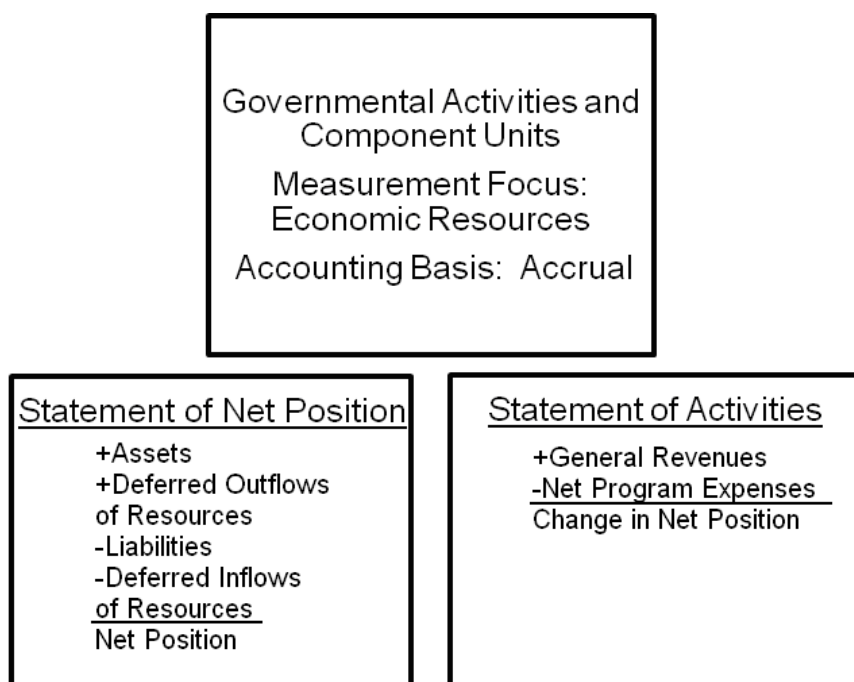 Governmental Activities and
Component Units
Measurement Focus:
Economic Resources
Accounting Basis: Accrual
Statement of Net Position
+Assets
+Deferred Outflows
of Resources
-Liabilities
-Deferred Inflows
of Resources
Net Position
Statement of Activities
+General Revenues
-Net Program Expenses
Change in Net Position